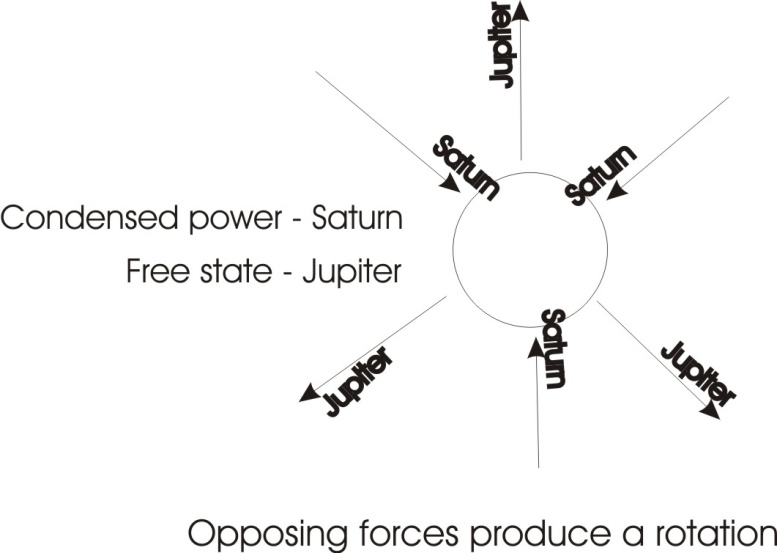 Jupiter
Saturn
Saturn
Condensed power - Saturn
Free state - Jupiter
Saturn
Jupiter
Jupiter
Opposing forces produce a rotation